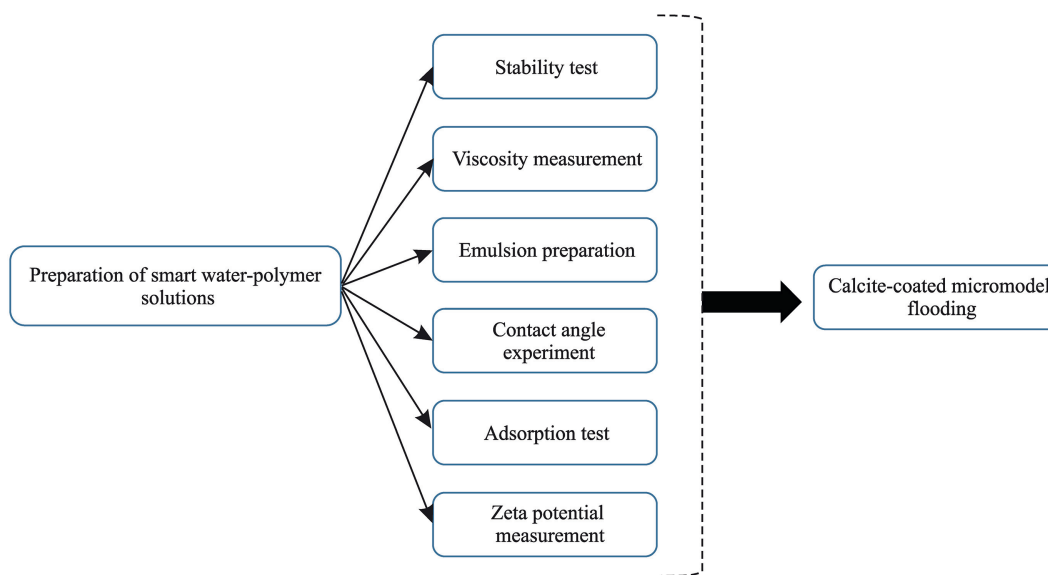 Preparation of smart water-polymer
solutions
Stability test
Viscosity measurement
Emulsion preparation
Contact angle
experiment
Adsorption test
Zeta potential
measurement
Calcite-coated micromodel
flooding